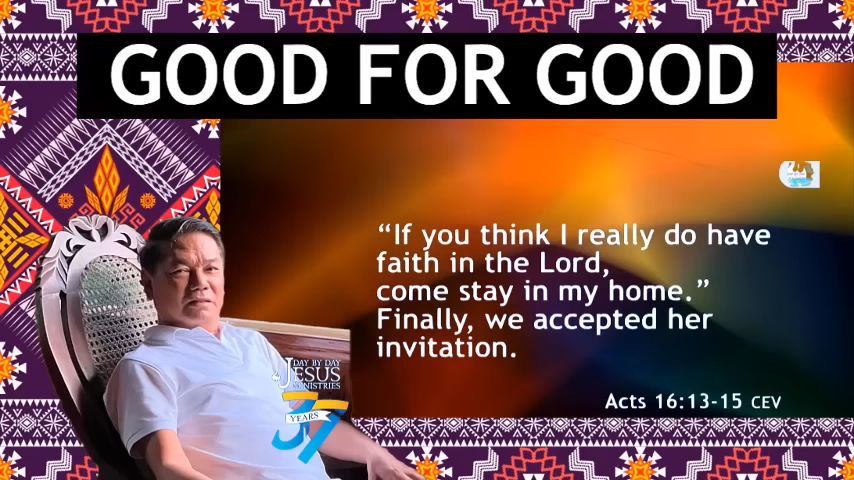 GOOD FOR GOOD
“If you think I really do have
faith in the Lord,
come stay in my home.”
Finally, we accepted her
invitation.
Acts 16:13-15 CEV
DAY BY DAY
JESUS
MINISTRIES
37
YEARS